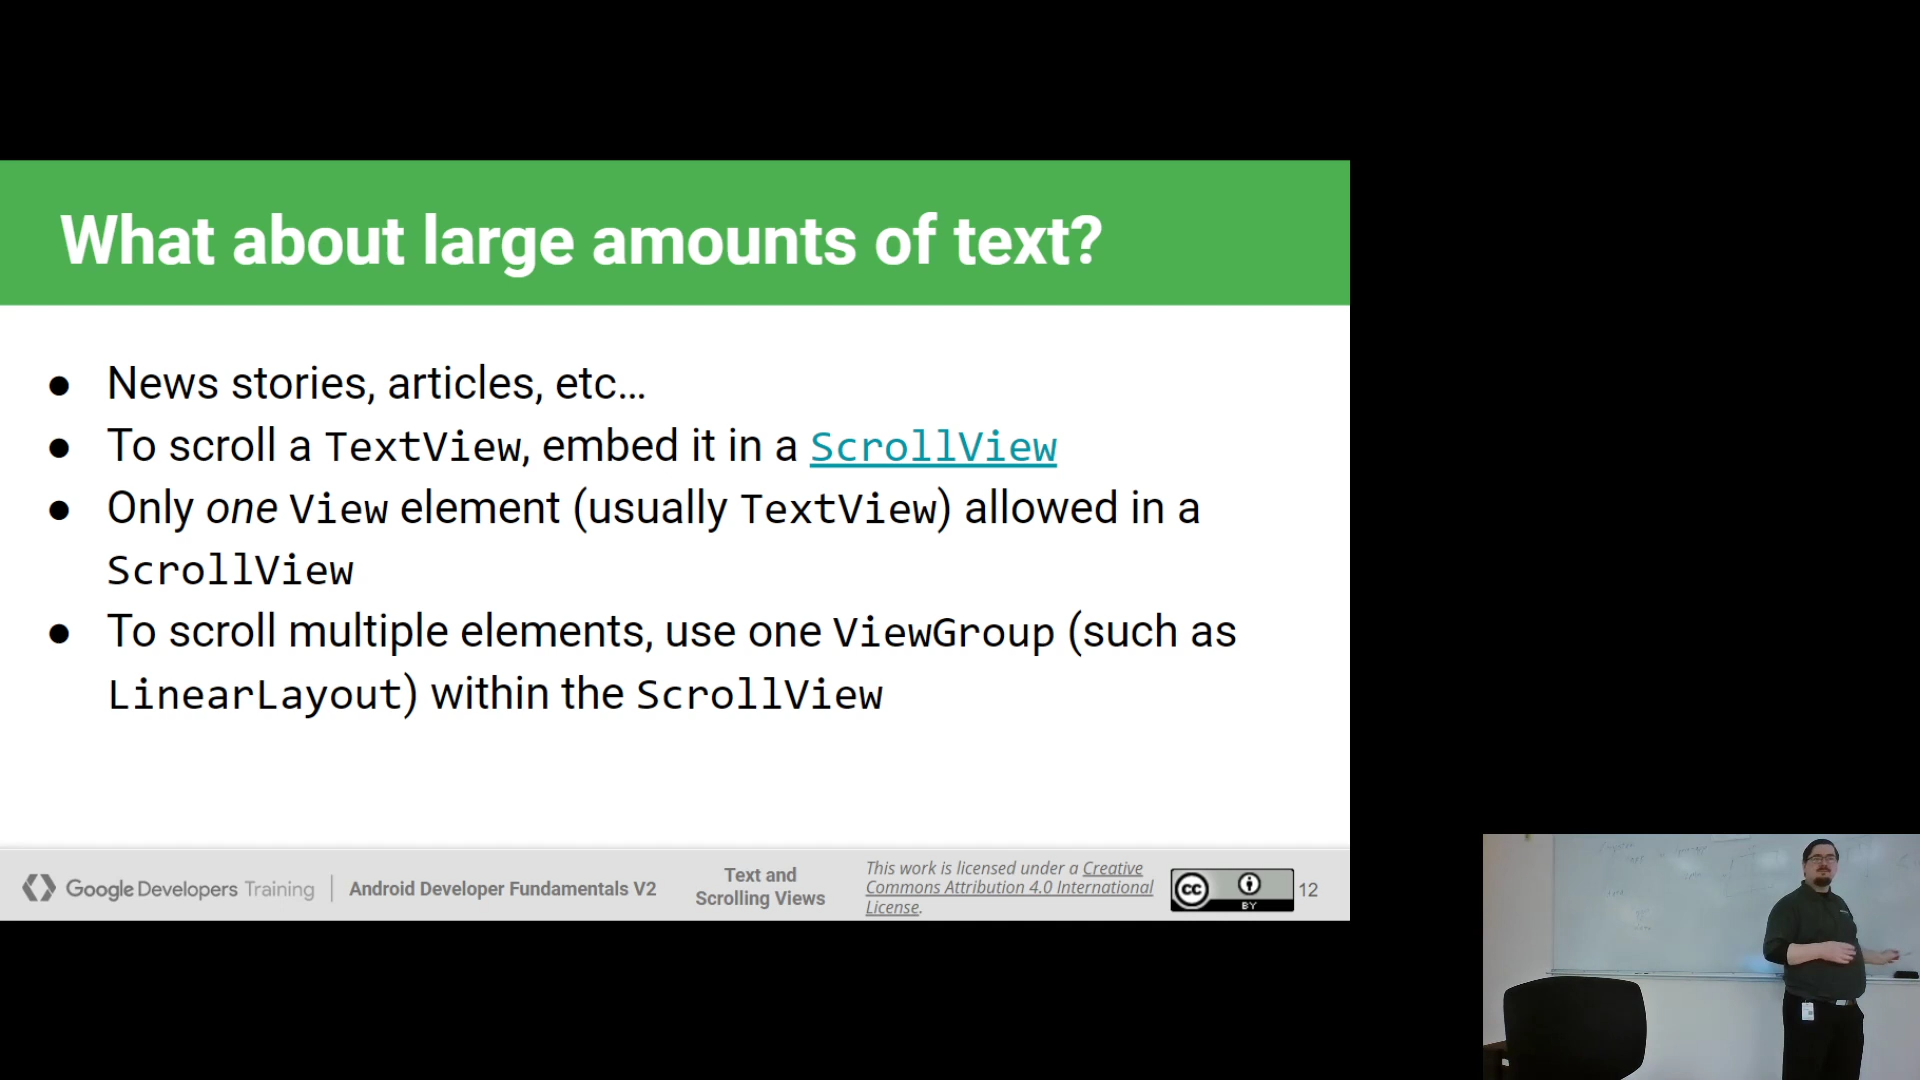 What about large amounts of text?
● News stories, articles, etc…
● To scroll a TextView, embed it in a ScrollView
● Only one View element (usually TextView) allowed in a
ScrollView
● To scroll multiple elements, use one ViewGroup (such as
LinearLayout) within the ScrollView
Google Developers Training
Android Developer Fundamentals V2
Text and
Scrolling Views
This work is licensed under a Creative
Commons Attribution 4.0 International
License.
cc
BY
12